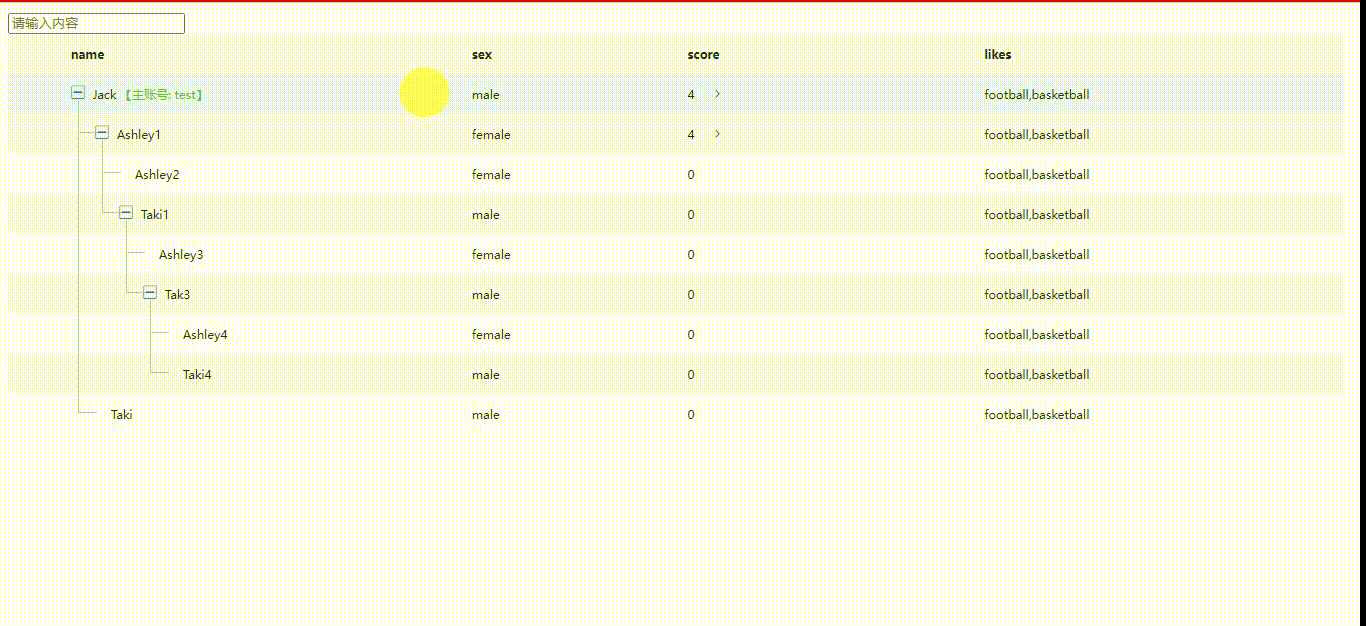 请输入内容
name sex score likes
Jack 【主账号: test】 male 4 > football,basketball
Ashley1 female 4 > football,basketball
Ashley2 female 0 football,basketball
Taki1 male 0 football,basketball
Ashley3 female 0 football,basketball
Tak3 male 0 football,basketball
Ashley4 female 0 football,basketball
Taki4 male 0 football,basketball
Taki male 0 football,basketball